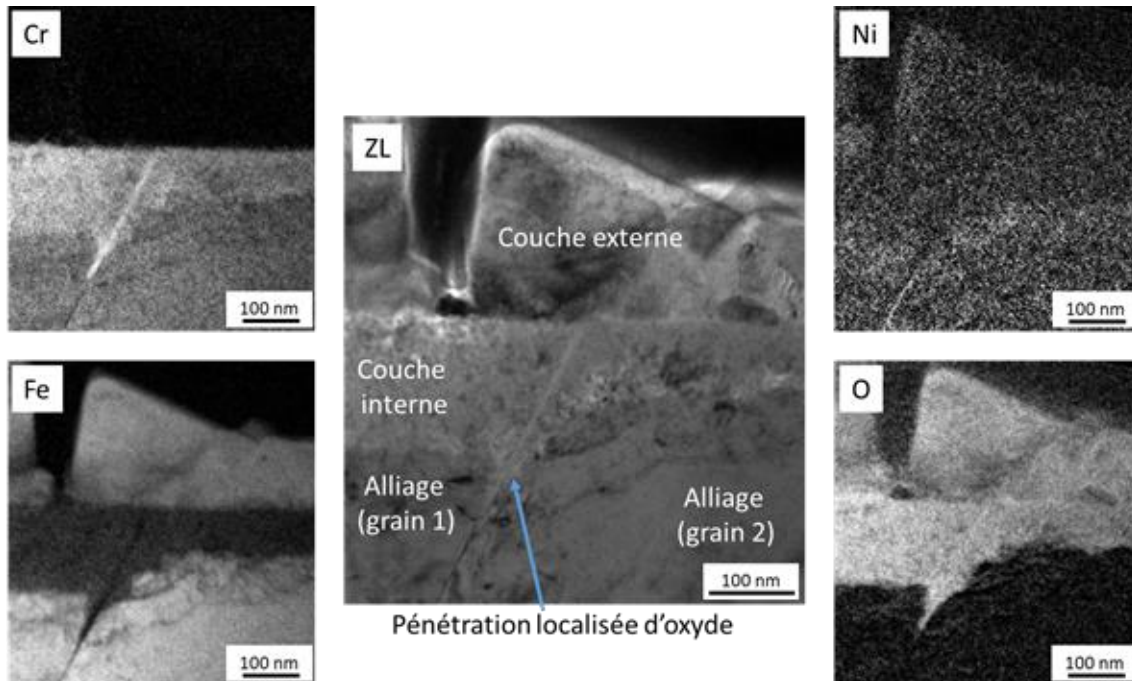 Cr
100 nm
Fe
100 nm
ZL
Couche externe
Couche
interne
Alliage
(grain 1)
Alliage
(grain 2)
100 nm
Pénétration localisée d'oxyde
Ni
100 nm
O
100 nm